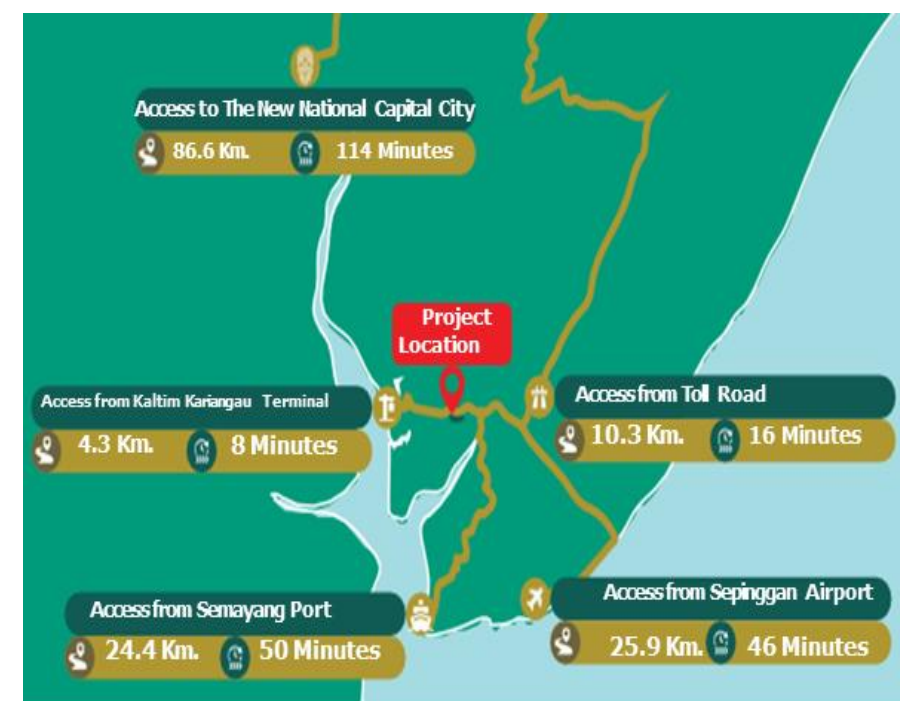 Access to The New National Capital City
86.6 Km.
114 Minutes
Project
Location
Access from Kaltim Kariangau Terminal
4.3 Km.
8 Minutes
Access from Toll Road
10.3 Km.
16 Minutes
Access from Semayang Port
24.4 Km.
50 Minutes
Access from Sepinggan Airport
25.9 Km.
46 Minutes